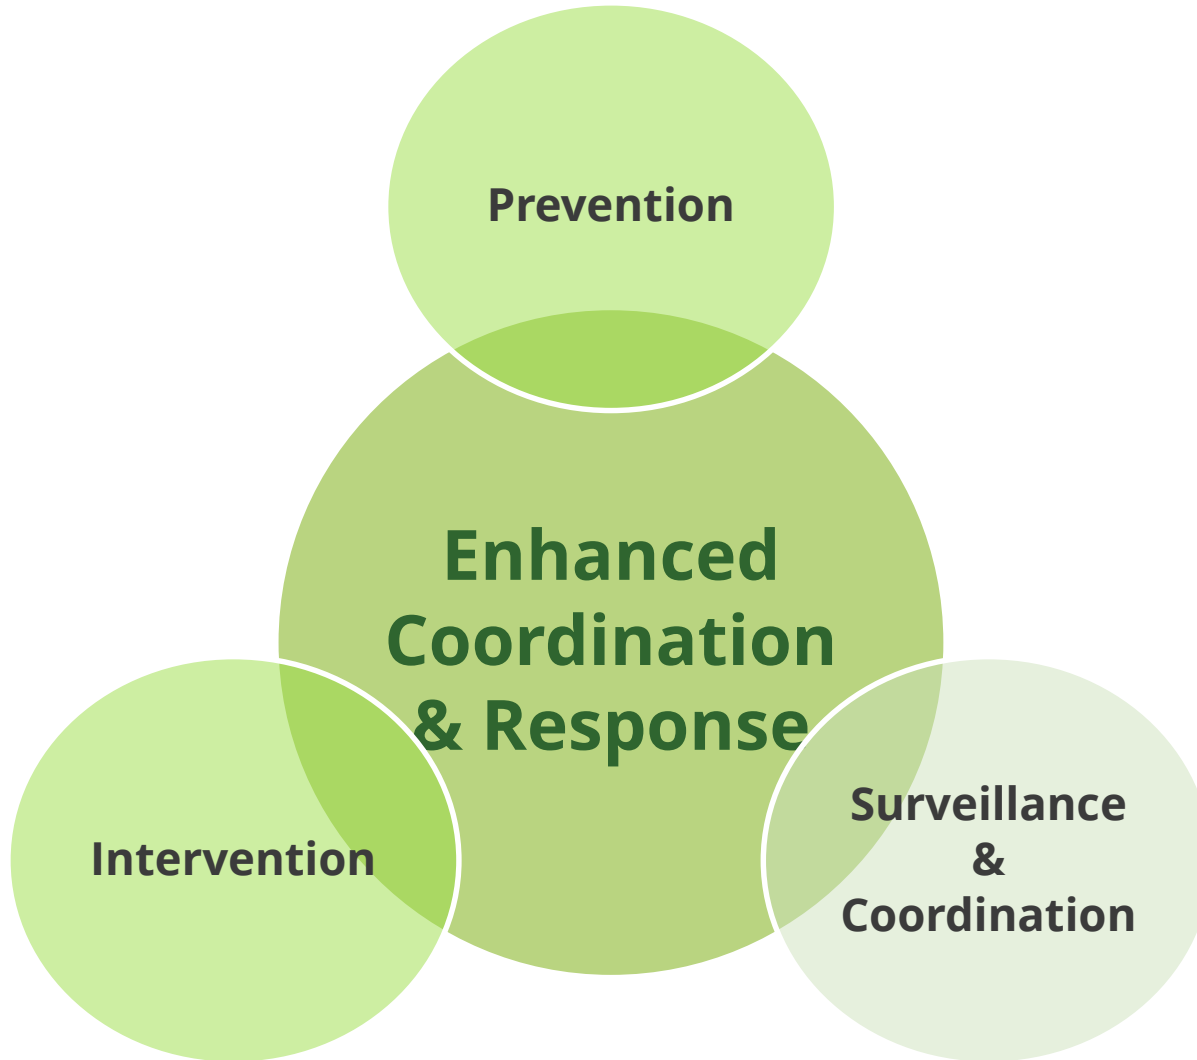 Prevention
Enhanced
Coordination
& Response
Intervention
Surveillance
&
Coordination